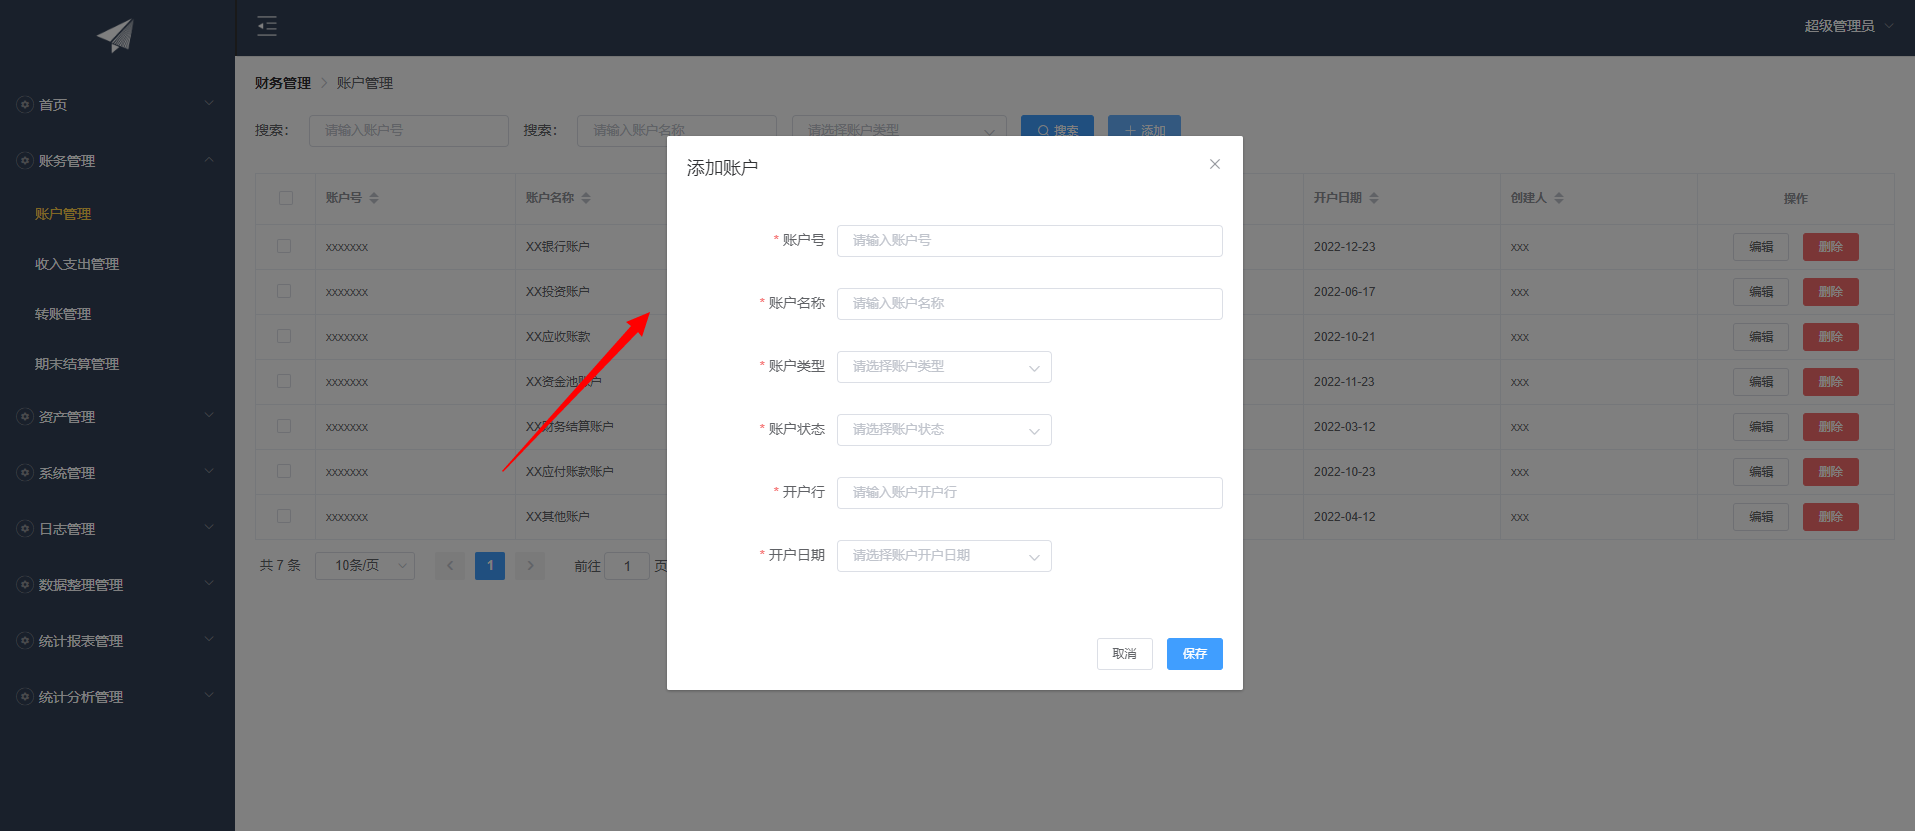 超级管理员
首页
账务管理
账户管理
收入支出管理
转账管理
期末结算管理
资产管理
系统管理
日志管理
数据整理管理
统计报表管理
统计分析管理
财务管理 > 账户管理
搜索: 请输入账户号 搜索: 请输入账户名称 请选择账户类型 搜索 添加
账户号 账户名称 开户日期 创建人 操作
xxxxxxx XX银行账户 2022-12-23 xxx 编辑 删除
xxxxxxx XX投资账户 2022-06-17 xxx 编辑 删除
xxxxxxx XX应收账款 2022-10-21 xxx 编辑 删除
xxxxxxx XX资金池账户 2022-11-23 xxx 编辑 删除
xxxxxxx XX财务结算账户 2022-03-12 xxx 编辑 删除
xxxxxxx XX应付账款账户 2022-10-23 xxx 编辑 删除
xxxxxxx XX其他账户 2022-04-12 xxx 编辑 删除
共 7 条 10条/页 < 1 > 前往 1 页
添加账户
* 账户号 请输入账户号
* 账户名称 请输入账户名称
* 账户类型 请选择账户类型
* 账户状态 请选择账户状态
* 开户行 请输入账户开户行
* 开户日期 请选择账户开户日期
取消 保存